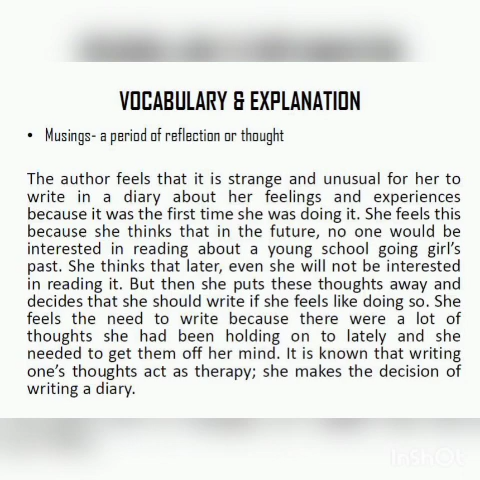 VOCABULARY & EXPLANATION
• Musings- a period of reflection or thought
The author feels that it is strange and unusual for her to
write in a diary about her feelings and experiences
because it was the first time she was doing it. She feels this
because she thinks that in the future, no one would be
interested in reading about a young school going girl's
past. She thinks that later, even she will not be interested
in reading it. But then she puts these thoughts away and
decides that she should write if she feels like doing so. She
feels the need to write because there were a lot of
thoughts she had been holding on to lately and she
needed to get them off her mind. It is known that writing
one's thoughts act as therapy; she makes the decision of
writing a diary.
InShOt